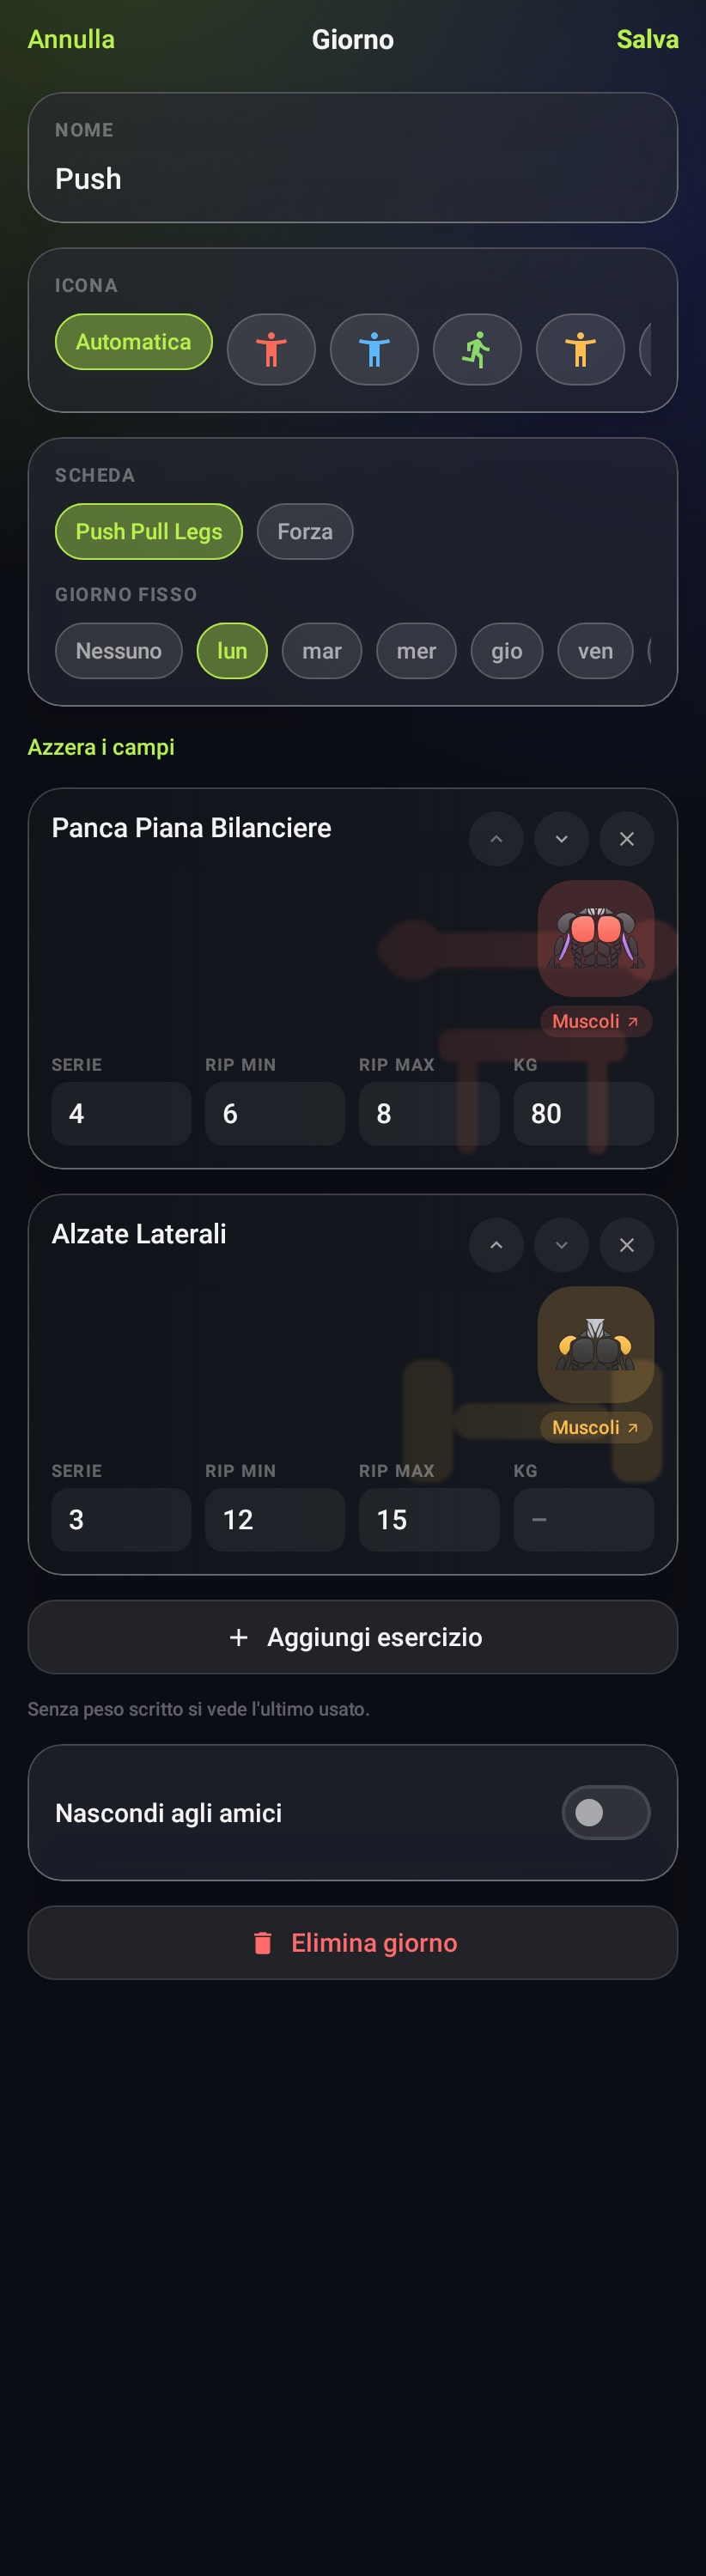 Annulla
Giorno
Salva
NOME
Push
ICONA
Automatica
SCHEDA
Push Pull Legs
Forza
GIORNO FISSO
Nessuno
lun
mar
mer
gio
ven
Azzera i campi
Panca Piana Bilanciere
Muscoli
SERIE
RIP MIN
RIP MAX
KG
4
6
8
80
Alzate Laterali
Muscoli
SERIE
RIP MIN
RIP MAX
KG
3
12
15
–
Aggiungi esercizio
Senza peso scritto si vede l'ultimo usato.
Nascondi agli amici
Elimina giorno